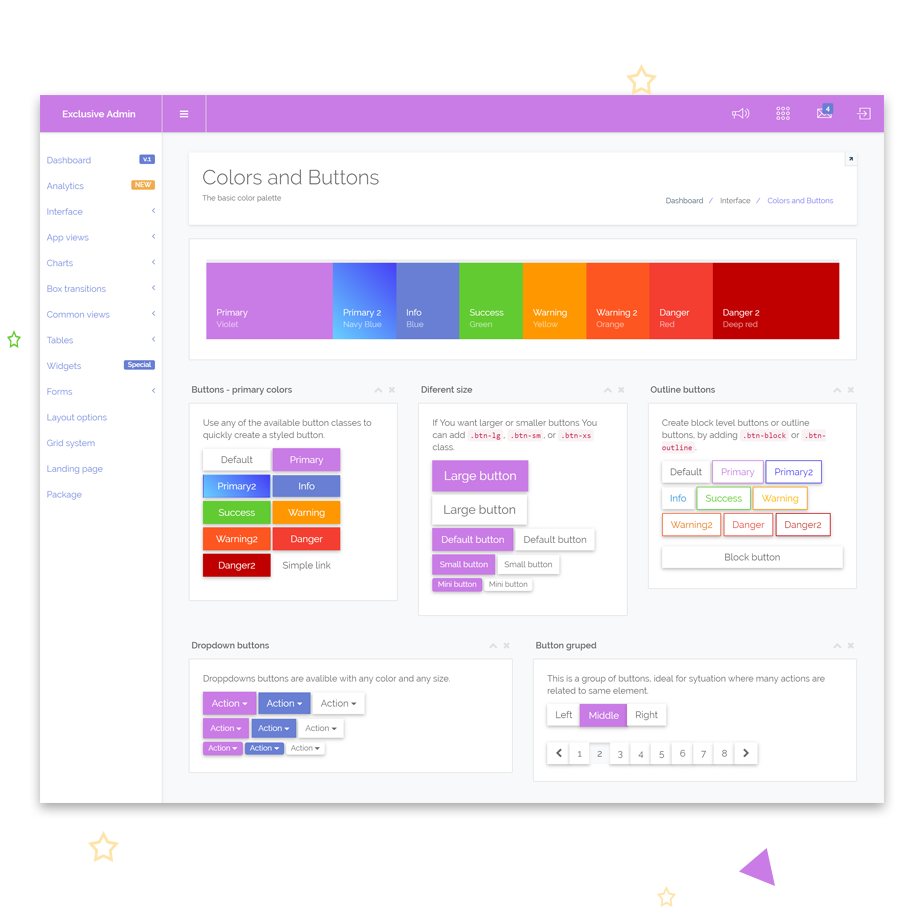 Exclusive Admin
4
Dashboard v.1
Analytics NEW
Interface
App views
Charts
Box transitions
Common views
Tables
Widgets Special
Forms
Layout options
Grid system
Landing page
Package
Colors and Buttons
The basic color palette
Dashboard / Interface / Colors and Buttons
Primary Primary 2 Info Success Warning Warning 2 Danger Danger 2
Violet Navy Blue Blue Green Yellow Orange Red Deep red
Buttons - primary colors
Use any of the available button classes to
quickly create a styled button.
Default Primary
Primary2 Info
Success Warning
Warning2 Danger
Danger2 Simple link
Diferent size
If You want larger or smaller buttons You
can add .btn-lg, .btn-sm, or .btn-xs
class.
Large button
Large button
Default button Default button
Small button Small button
Mini button Mini button
Outline buttons
Create block level buttons or outline
buttons, by adding .btn-block or .btn-
outline.
Default Primary Primary2
Info Success Warning
Warning2 Danger Danger2
Block button
Dropdown buttons
Droppdowns buttons are avalible with any color and any size.
Action Action Action
Action Action Action
Action Action Action
Button gruped
This is a group of buttons, ideal for sytuation where many actions are
related to same element.
Left Middle Right
1 2 3 4 5 6 7 8